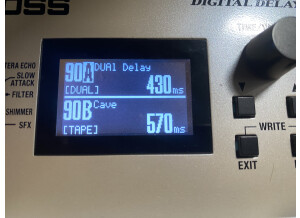 OSS
DIGITAL DELAY
TERA ECHO
SLOW
ATTACK
FILTER
SHIMMER
SFX
90A DUAl Delay
[DUAL] 430ms
90B Cave
[TAPE] 570ms
WRITE
EXIT